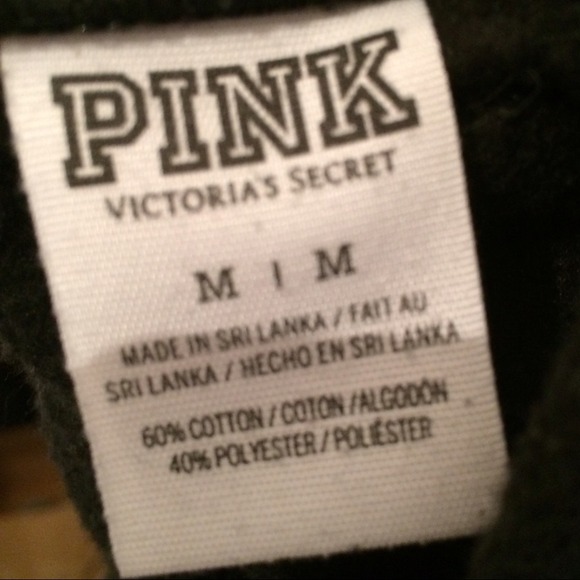 PINK
VICTORIA'S SECRET
M | M
MADE IN SRI LANKA / FAIT AU
SRI LANKA / HECHO EN SRI LANKA
60% COTTON / COTON / ALGODÓN
40% POLYESTER / POLIÉSTER